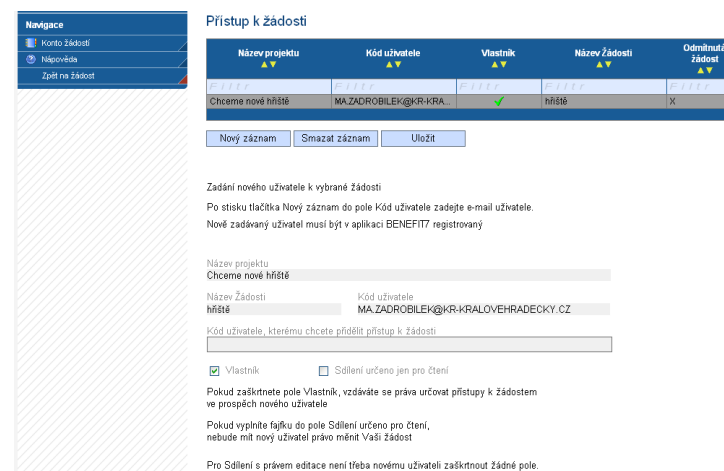 Přístup k žádosti
Navigace
Konto žádostí
Nápověda
Zpět na žádost
Název projektu Kód uživatele Vlastník Název Žádosti Odmítnutá žádost
Filtr Filtr Filtr Filtr Filtr
Chceme nové hřiště MA.ZADROBILEK@KR-KRA... hřiště X
Nový záznam Smazat záznam Uložit
Zadání nového uživatele k vybrané žádosti
Po stisku tlačítka Nový záznam do pole Kód uživatele zadejte e-mail uživatele.
Nově zadávaný uživatel musí být v aplikaci BENEFIT7 registrovaný
Název projektu
Chceme nové hřiště
Název Žádosti Kód uživatele
hřiště MA.ZADROBILEK@KR-KRALOVEHRADECKY.CZ
Kód uživatele, kterému chcete přidělit přístup k žádosti
Vlastník Sdílení určeno jen pro čtení
Pokud zaškrtnete pole Vlastník, vzdáváte se práva určovat přístupy k žádostem
ve prospěch nového uživatele
Pokud vyplníte fajfku do pole Sdílení určeno pro čtení,
nebude mít nový uživatel právo měnit Vaši žádost
Pro Sdílení s právem editace není třeba novému uživateli zaškrtnout žádné pole.